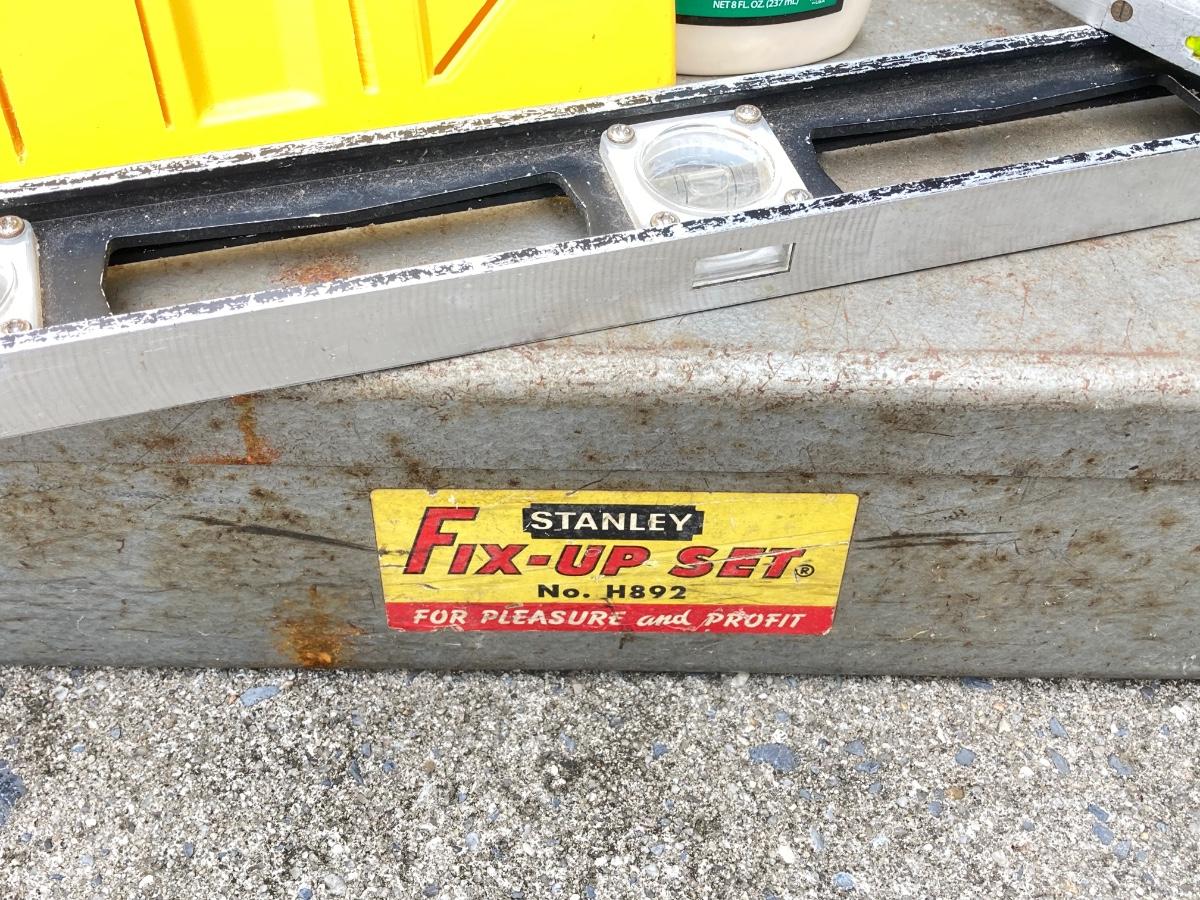 NET 8 FL. OZ. (237 mL)
STANLEY
FIX-UP SET®
No. H892
FOR PLEASURE and PROFIT